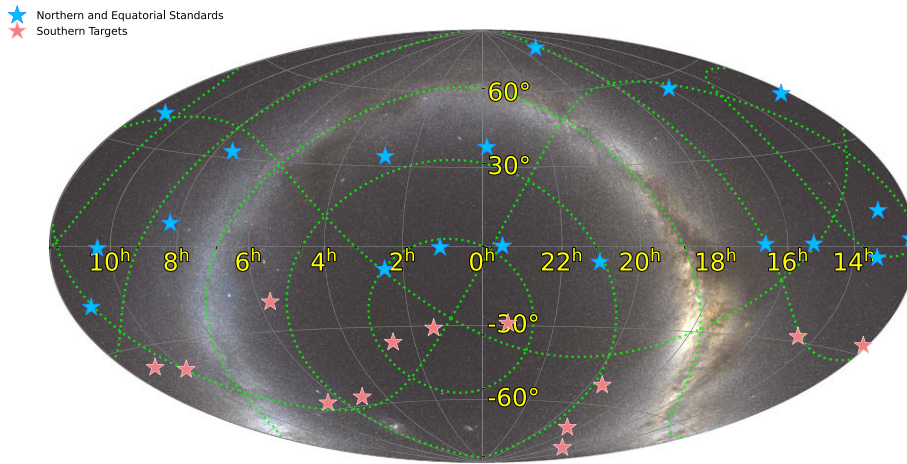 Northern and Equatorial Standards
Southern Targets
60°
30°
10h 8h 6h 4h 2h 0h 22h 20h 18h 16h 14h
-30°
-60°